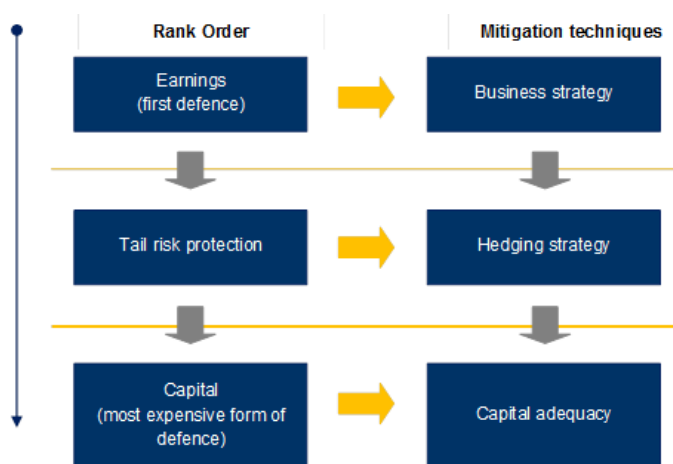 Rank Order
Mitigation techniques
Earnings
(first defence)
Business strategy
Tail risk protection
Hedging strategy
Capital
(most expensive form of
defence)
Capital adequacy